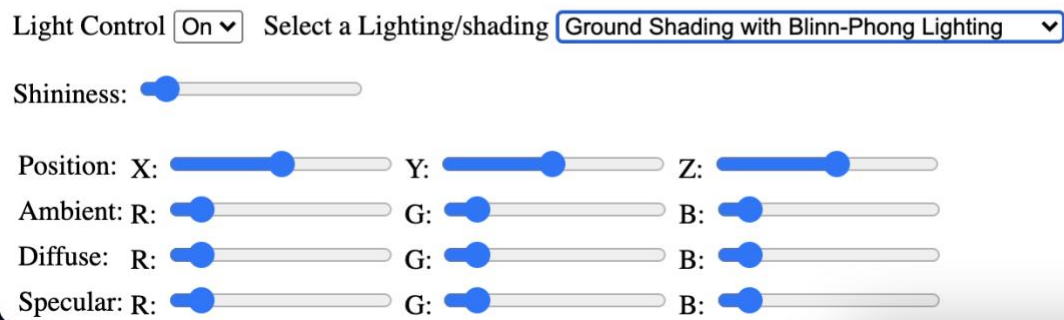 Light Control On Select a Lighting/shading Ground Shading with Blinn-Phong Lighting
Shininess:
Position: X: Y: Z:
Ambient: R: G: B:
Diffuse: R: G: B:
Specular: R: G: B: